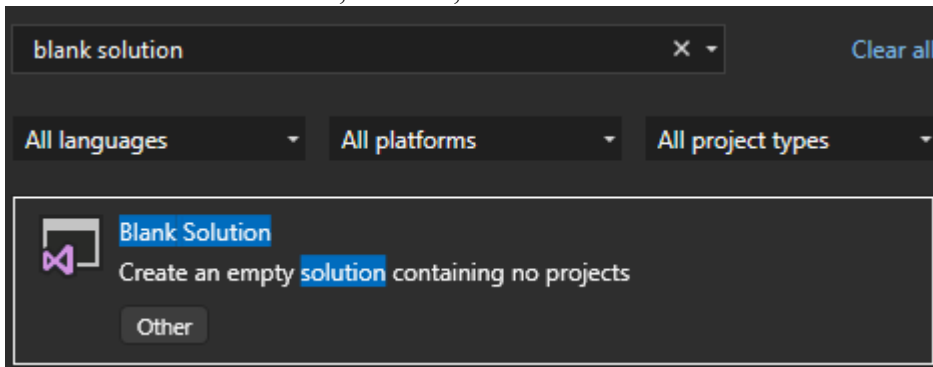 blank solution
Clear all
All languages
All platforms
All project types
Blank Solution
Create an empty solution containing no projects
Other